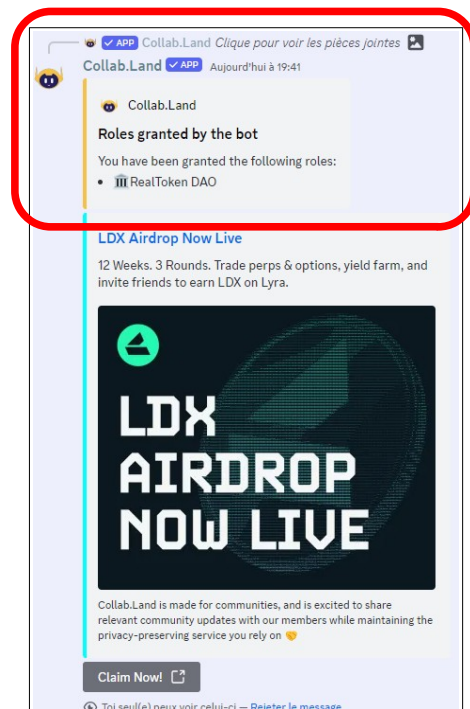 ✓ APP Collab.Land Clique pour voir les pièces jointes
Collab.Land ✓ APP Aujourd'hui à 19:41
Collab.Land
Roles granted by the bot
You have been granted the following roles:
• 🏛RealToken DAO
LDX Airdrop Now Live
12 Weeks. 3 Rounds. Trade perps & options, yield farm, and
invite friends to earn LDX on Lyra.
LDX
AIRDROP
NOW LIVE
Collab.Land is made for communities, and is excited to share
relevant community updates with our members while maintaining the
privacy-preserving service you rely on 🤝
Claim Now!
Toi seul(e) peux voir celui-ci — Rejeter le message